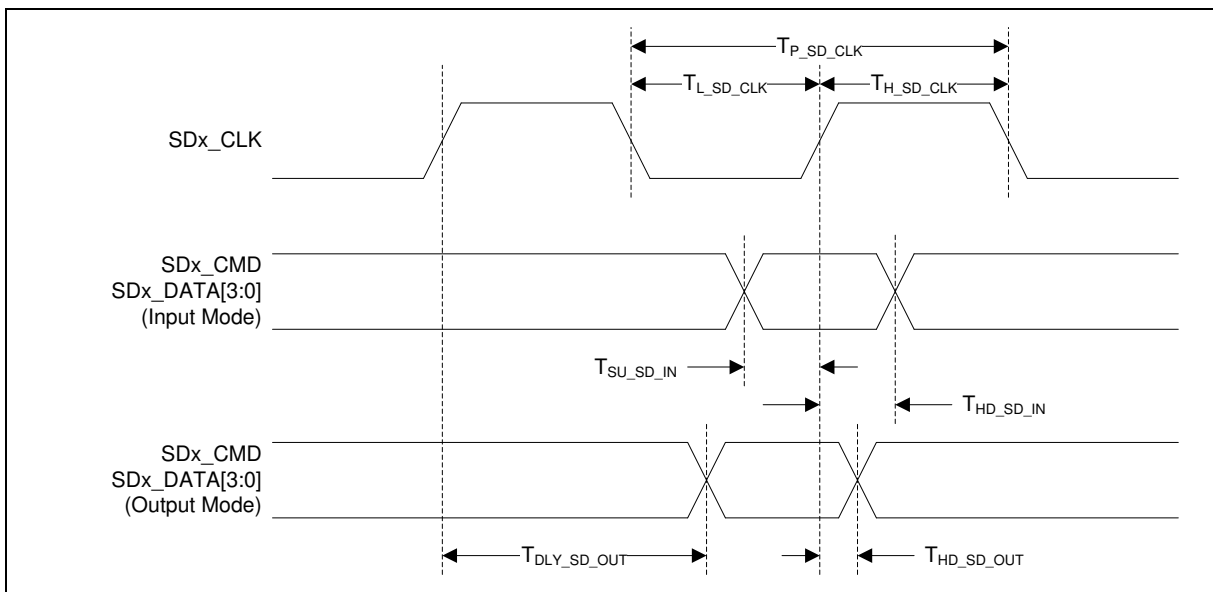 T_P_SD_CLK
T_L_SD_CLK
T_H_SD_CLK
SDx_CLK
SDx_CMD
SDx_DATA[3:0]
(Input Mode)
T_SU_SD_IN
T_HD_SD_IN
SDx_CMD
SDx_DATA[3:0]
(Output Mode)
T_DLY_SD_OUT
T_HD_SD_OUT